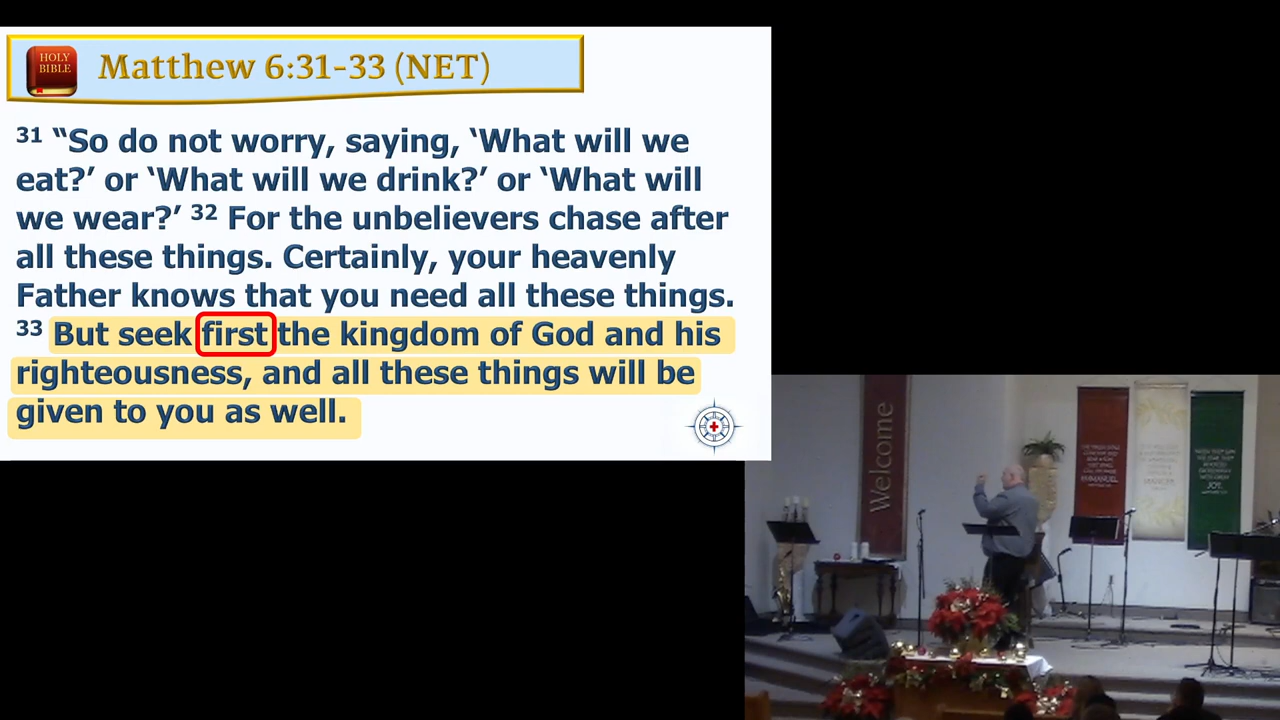 HOLY
BIBLE
Matthew 6:31-33 (NET)
31 “So do not worry, saying, ‘What will we
eat?’ or ‘What will we drink?’ or ‘What will
we wear?’ 32 For the unbelievers chase after
all these things. Certainly, your heavenly
Father knows that you need all these things.
33 But seek first the kingdom of God and his
righteousness, and all these things will be
given to you as well.
Welcome
EMMANUEL
JOY